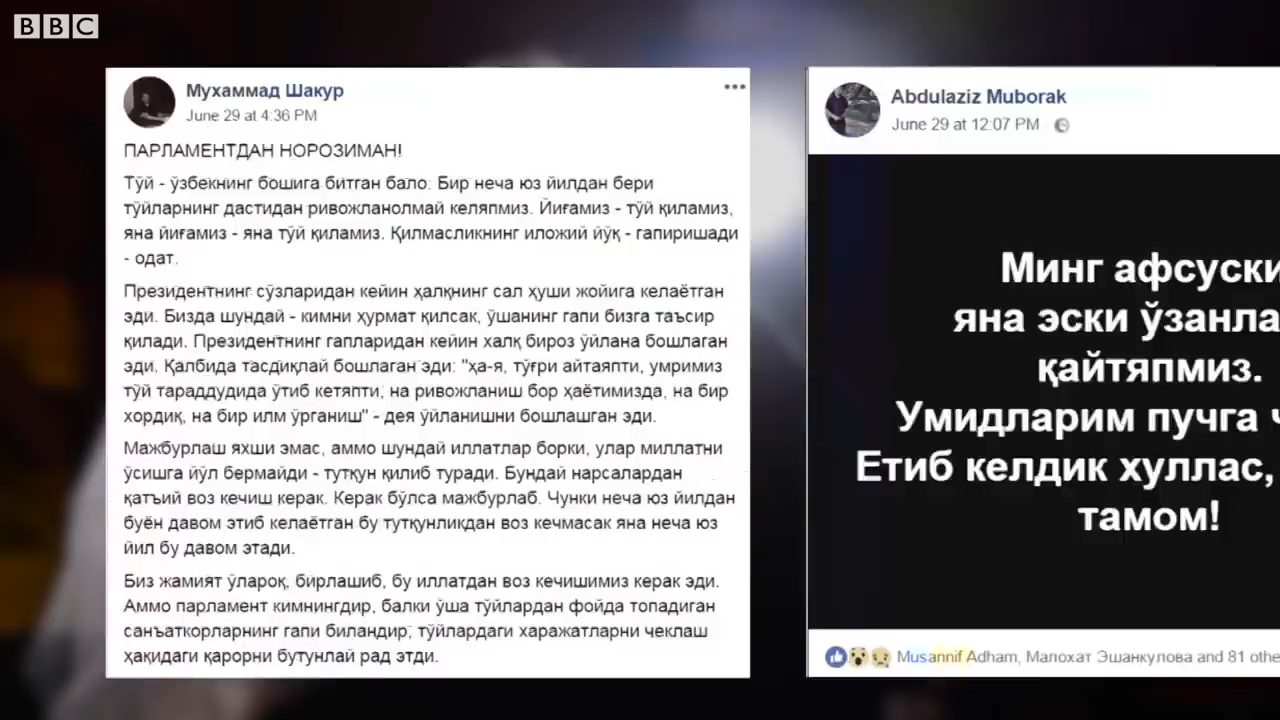 BBC
Мухаммад Шакур
June 29 at 4:36 PM
ПАРЛАМЕНТДАН НОРОЗИМАН!
Тўй - ўзбекнинг бошига битган бало. Бир неча юз йилдан бери
тўйларнинг дастидан ривожланолмай келяпмиз. Йиғамиз - тўй қиламиз,
яна йиғамиз - яна тўй қиламиз. Қилмасликнинг иложий йўқ - гапиришади
- одат.
Президентнинг сўзларидан кейин ҳалқнинг сал ҳуши жойига келаётган
эди. Бизда шундай - кимни ҳурмат қилсак, ўшанинг гапи бизга таъсир
қилади. Президентнинг гапларидан кейин халқ бироз ўйлана бошлаган
эди. Қалбида тасдиқлай бошлаган эди: "ҳа-я, тўғри айтаяпти, умримиз
тўй тараддудида ўтиб кетяпти, на ривожланиш бор ҳаётимизда, на бир
хордиқ, на бир илм ўрганиш" - дея ўйланишни бошлашган эди.
Мажбурлаш яхши эмас, аммо шундай иллатлар борки, улар миллатни
ўсишга йўл бермайди - тутқун қилиб туради. Бундай нарсалардан
қатъий воз кечиш керак. Керак бўлса мажбурлаб. Чунки неча юз йилдан
буён давом этиб келаётган бу тутқунликдан воз кечмасак яна неча юз
йил бу давом этади.
Биз жамият ўлароқ, бирлашиб, бу иллатдан воз кечишимиз керак эди.
Аммо парламент кимнингдир, балки ўша тўйлардан фойда топадиган
санъаткорларнинг гапи биландир, тўйлардаги харажатларни чеклаш
ҳақидаги қарорни бутунлай рад этди.
Abdulaziz Muborak
June 29 at 12:07 PM
Минг афсуски
яна эски ўзанла
қайтяпмиз.
Умидларим пучга
Етиб келдик хуллас,
тамом!
Musannif Adham, Малохат Эшанкулова and 81 othe